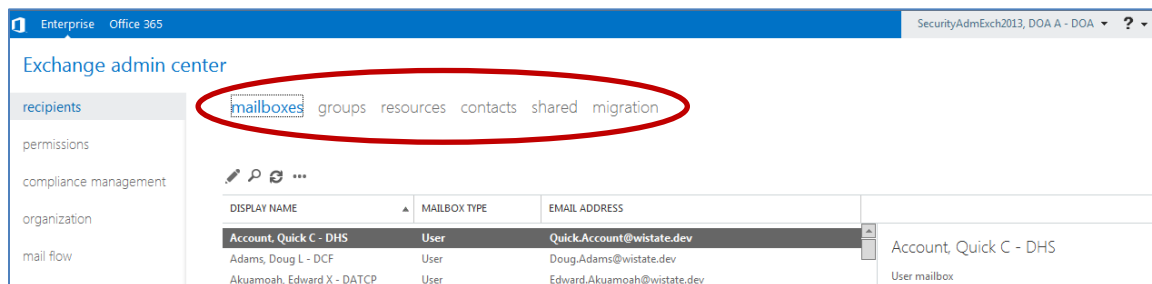 Enterprise Office 365 SecurityAdmExch2013, DOA A - DOA ?
Exchange admin center
recipients mailboxes groups resources contacts shared migration
permissions
compliance management
organization
mail flow
DISPLAY NAME MAILBOX TYPE EMAIL ADDRESS
Account, Quick C - DHS User Quick.Account@wistate.dev
Adams, Doug L - DCF User Doug.Adams@wistate.dev
Akuamoah, Edward X - DATCP User Edward.Akuamoah@wistate.dev
Account, Quick C - DHS
User mailbox